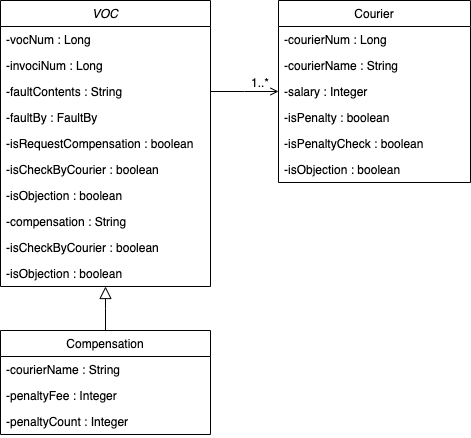 VOC
-vocNum : Long
-invociNum : Long
-faultContents : String
-faultBy : FaultBy
-isRequestCompensation : boolean
-isCheckByCourier : boolean
-isObjection : boolean
-compensation : String
-isCheckByCourier : boolean
-isObjection : boolean
1..*
Courier
-courierNum : Long
-courierName : String
-salary : Integer
-isPenalty : boolean
-isPenaltyCheck : boolean
-isObjection : boolean
Compensation
-courierName : String
-penaltyFee : Integer
-penaltyCount : Integer